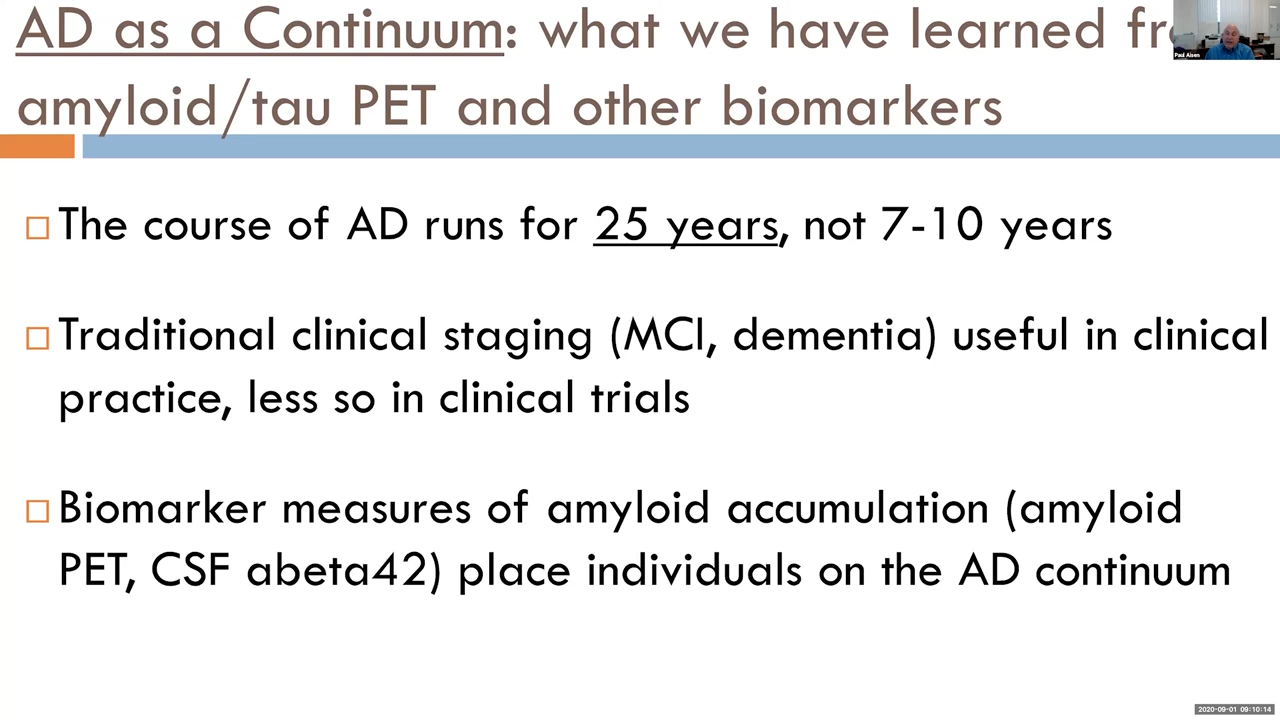 AD as a Continuum: what we have learned fr
amyloid/tau PET and other biomarkers
Paul Aisen
The course of AD runs for 25 years, not 7-10 years
Traditional clinical staging (MCI, dementia) useful in clinical
practice, less so in clinical trials
Biomarker measures of amyloid accumulation (amyloid
PET, CSF abeta42) place individuals on the AD continuum
2020-09-01 09:10:14